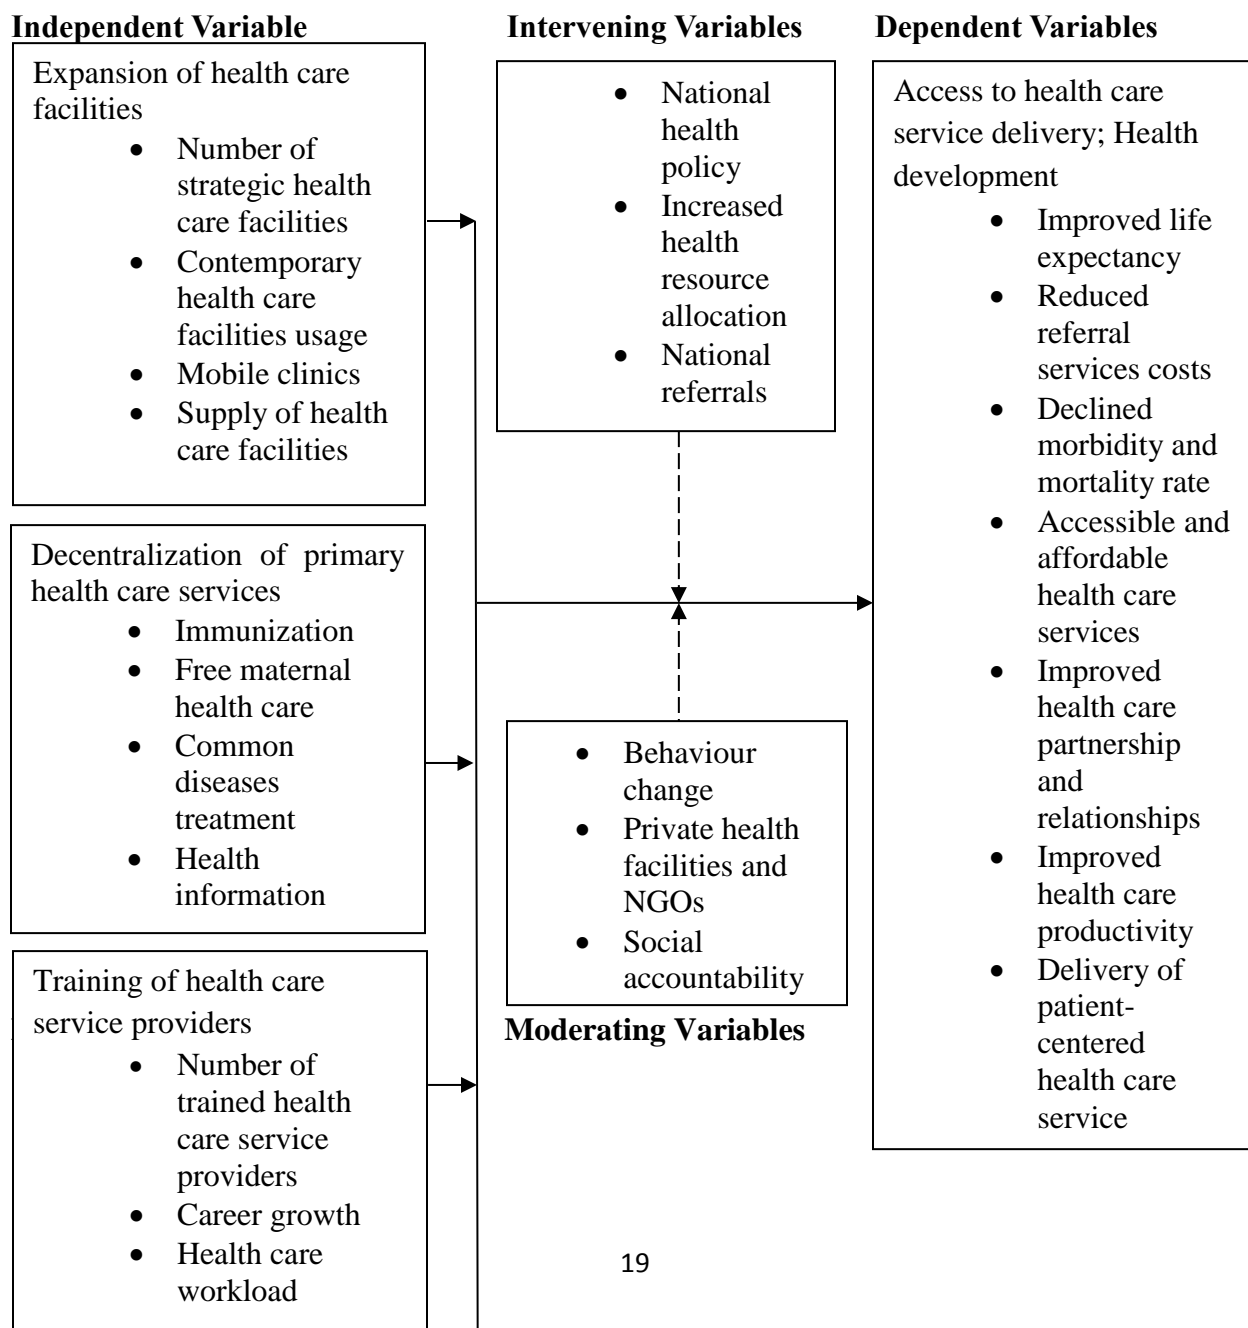 Independent Variable
Expansion of health care
facilities
• Number of
strategic health
care facilities
• Contemporary
health care
facilities usage
• Mobile clinics
• Supply of health
care facilities
Decentralization of primary
health care services
• Immunization
• Free maternal
health care
• Common
diseases
treatment
• Health
information
Training of health care
service providers
• Number of
trained health
care service
providers
• Career growth
• Health care
workload
Intervening Variables
• National
health
policy
• Increased
health
resource
allocation
• National
referrals
• Behaviour
change
• Private health
facilities and
NGOs
• Social
accountability
Moderating Variables
Dependent Variables
Access to health care
service delivery; Health
development
• Improved life
expectancy
• Reduced
referral
services costs
• Declined
morbidity and
mortality rate
• Accessible and
affordable
health care
services
• Improved
health care
partnership
and
relationships
• Improved
health care
productivity
• Delivery of
patient-
centered
health care
service
19